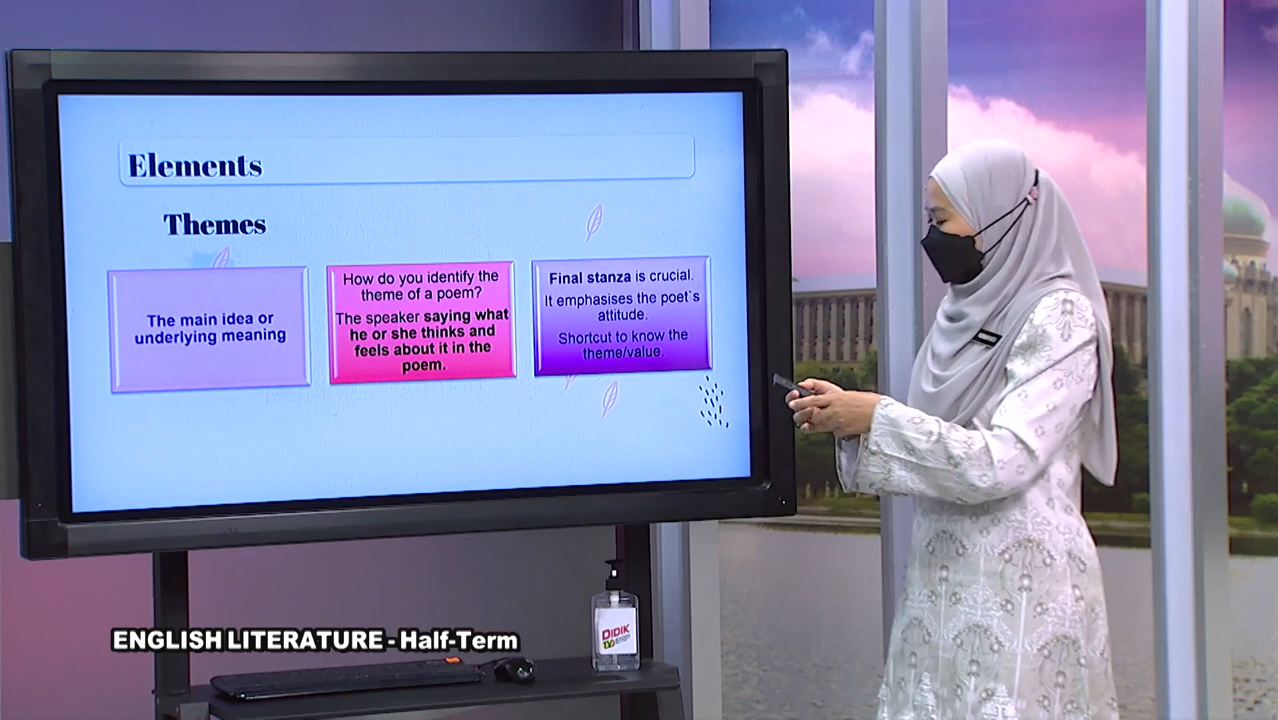 Elements
Themes
The main idea or
underlying meaning
How do you identify the
theme of a poem?
The speaker saying what
he or she thinks and
feels about it in the
poem.
Final stanza is crucial.
It emphasises the poet`s
attitude.
Shortcut to know the
theme/value.
DIDIK
TV
ENGLISH LITERATURE - Half-Term